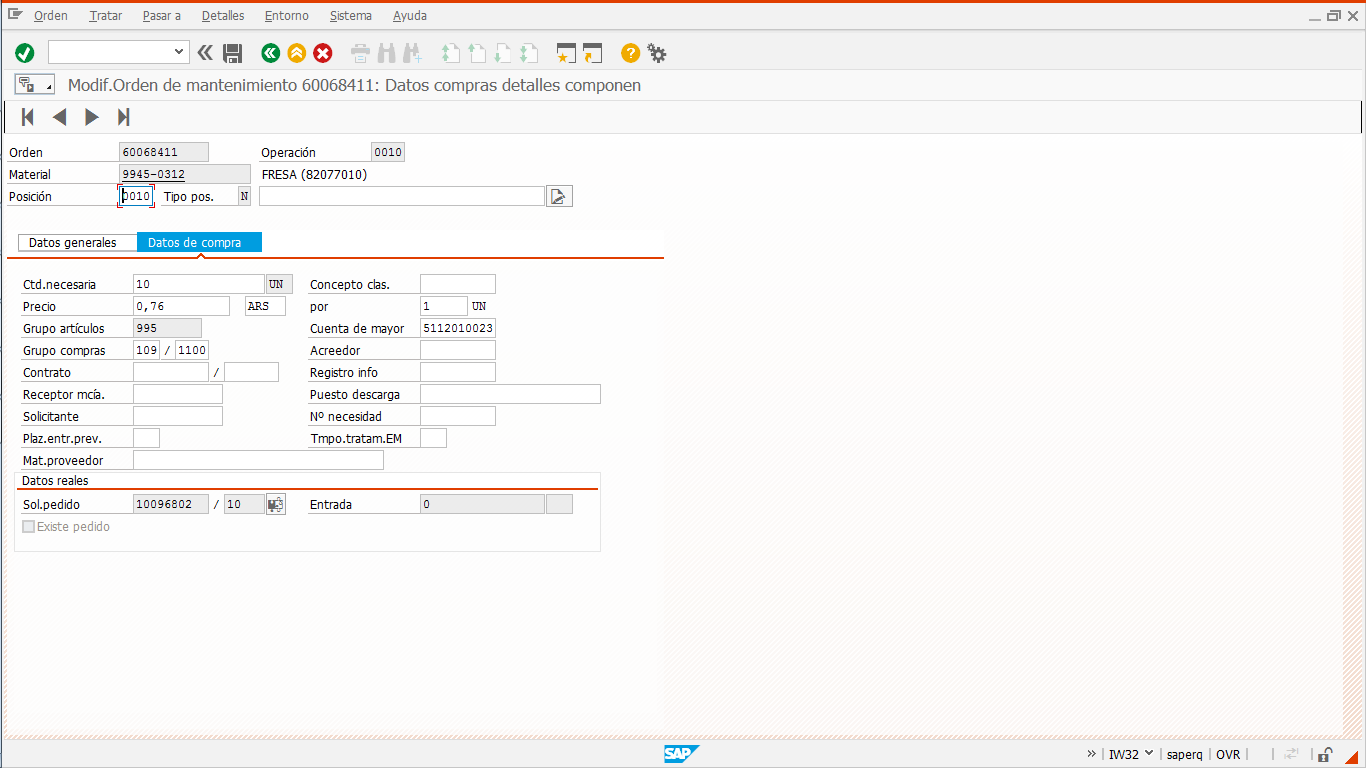 Orden Tratar Pasar a Detalles Entorno Sistema Ayuda
Modif.Orden de mantenimiento 60068411: Datos compras detalles componen
Orden 60068411 Operación 0010
Material 9945-0312 FRESA (82077010)
Posición 0010 Tipo pos. N
Datos generales Datos de compra
Ctd.necesaria 10 UN Concepto clas.
Precio 0,76 ARS por 1 UN
Grupo artículos 995 Cuenta de mayor 5112010023
Grupo compras 109 / 1100 Acreedor
Contrato / Registro info
Receptor mcía. Puesto descarga
Solicitante Nº necesidad
Plaz.entr.prev. Tmpo.tratam.EM
Mat.proveedor
Datos reales
Sol.pedido 10096802 / 10 Entrada 0
Existe pedido
SAP » IW32 saperq OVR